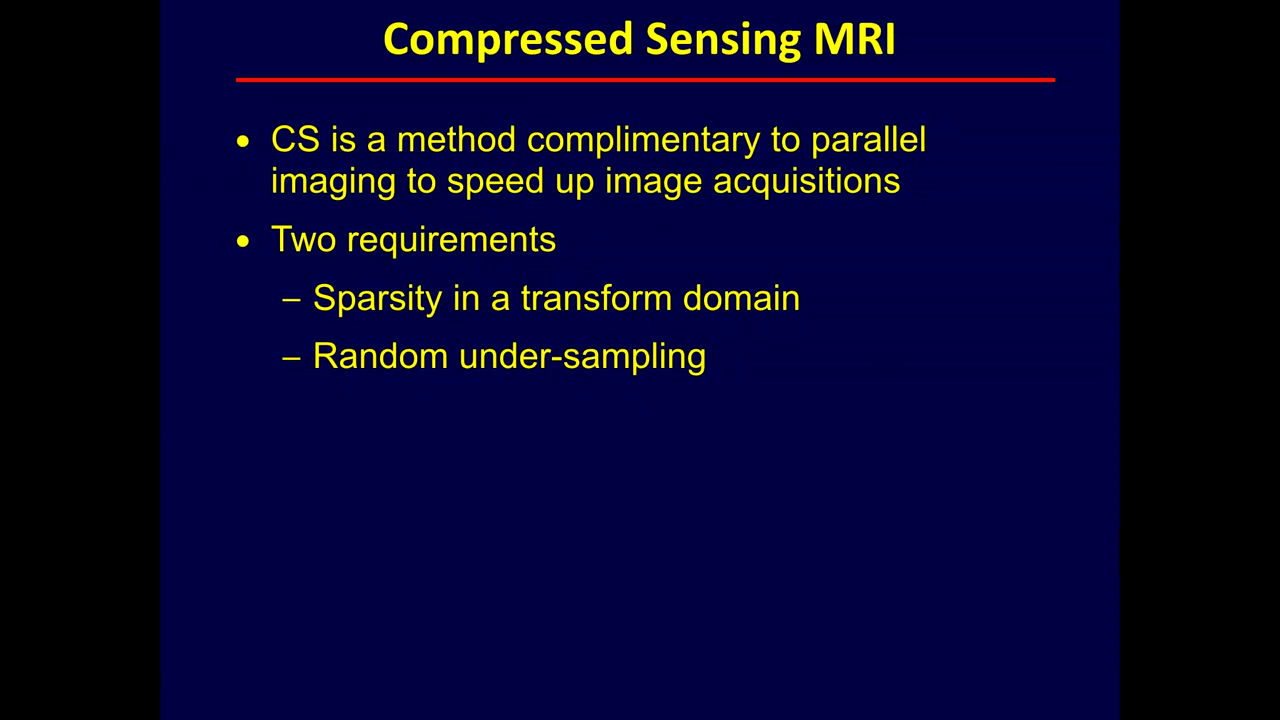 Compressed Sensing MRI
• CS is a method complimentary to parallel
imaging to speed up image acquisitions
• Two requirements
– Sparsity in a transform domain
– Random under-sampling